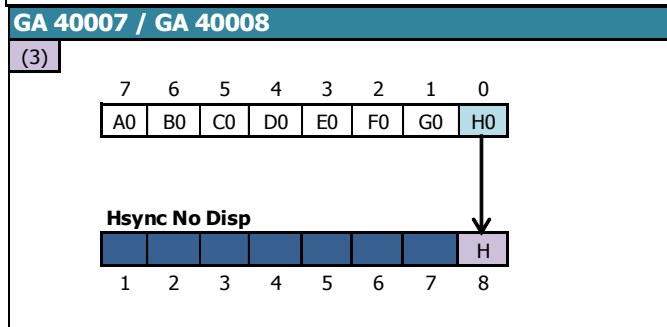 GA 40007 / GA 40008
(3)
7 6 5 4 3 2 1 0
A0 B0 C0 D0 E0 F0 G0 H0
Hsync No Disp
H
1 2 3 4 5 6 7 8